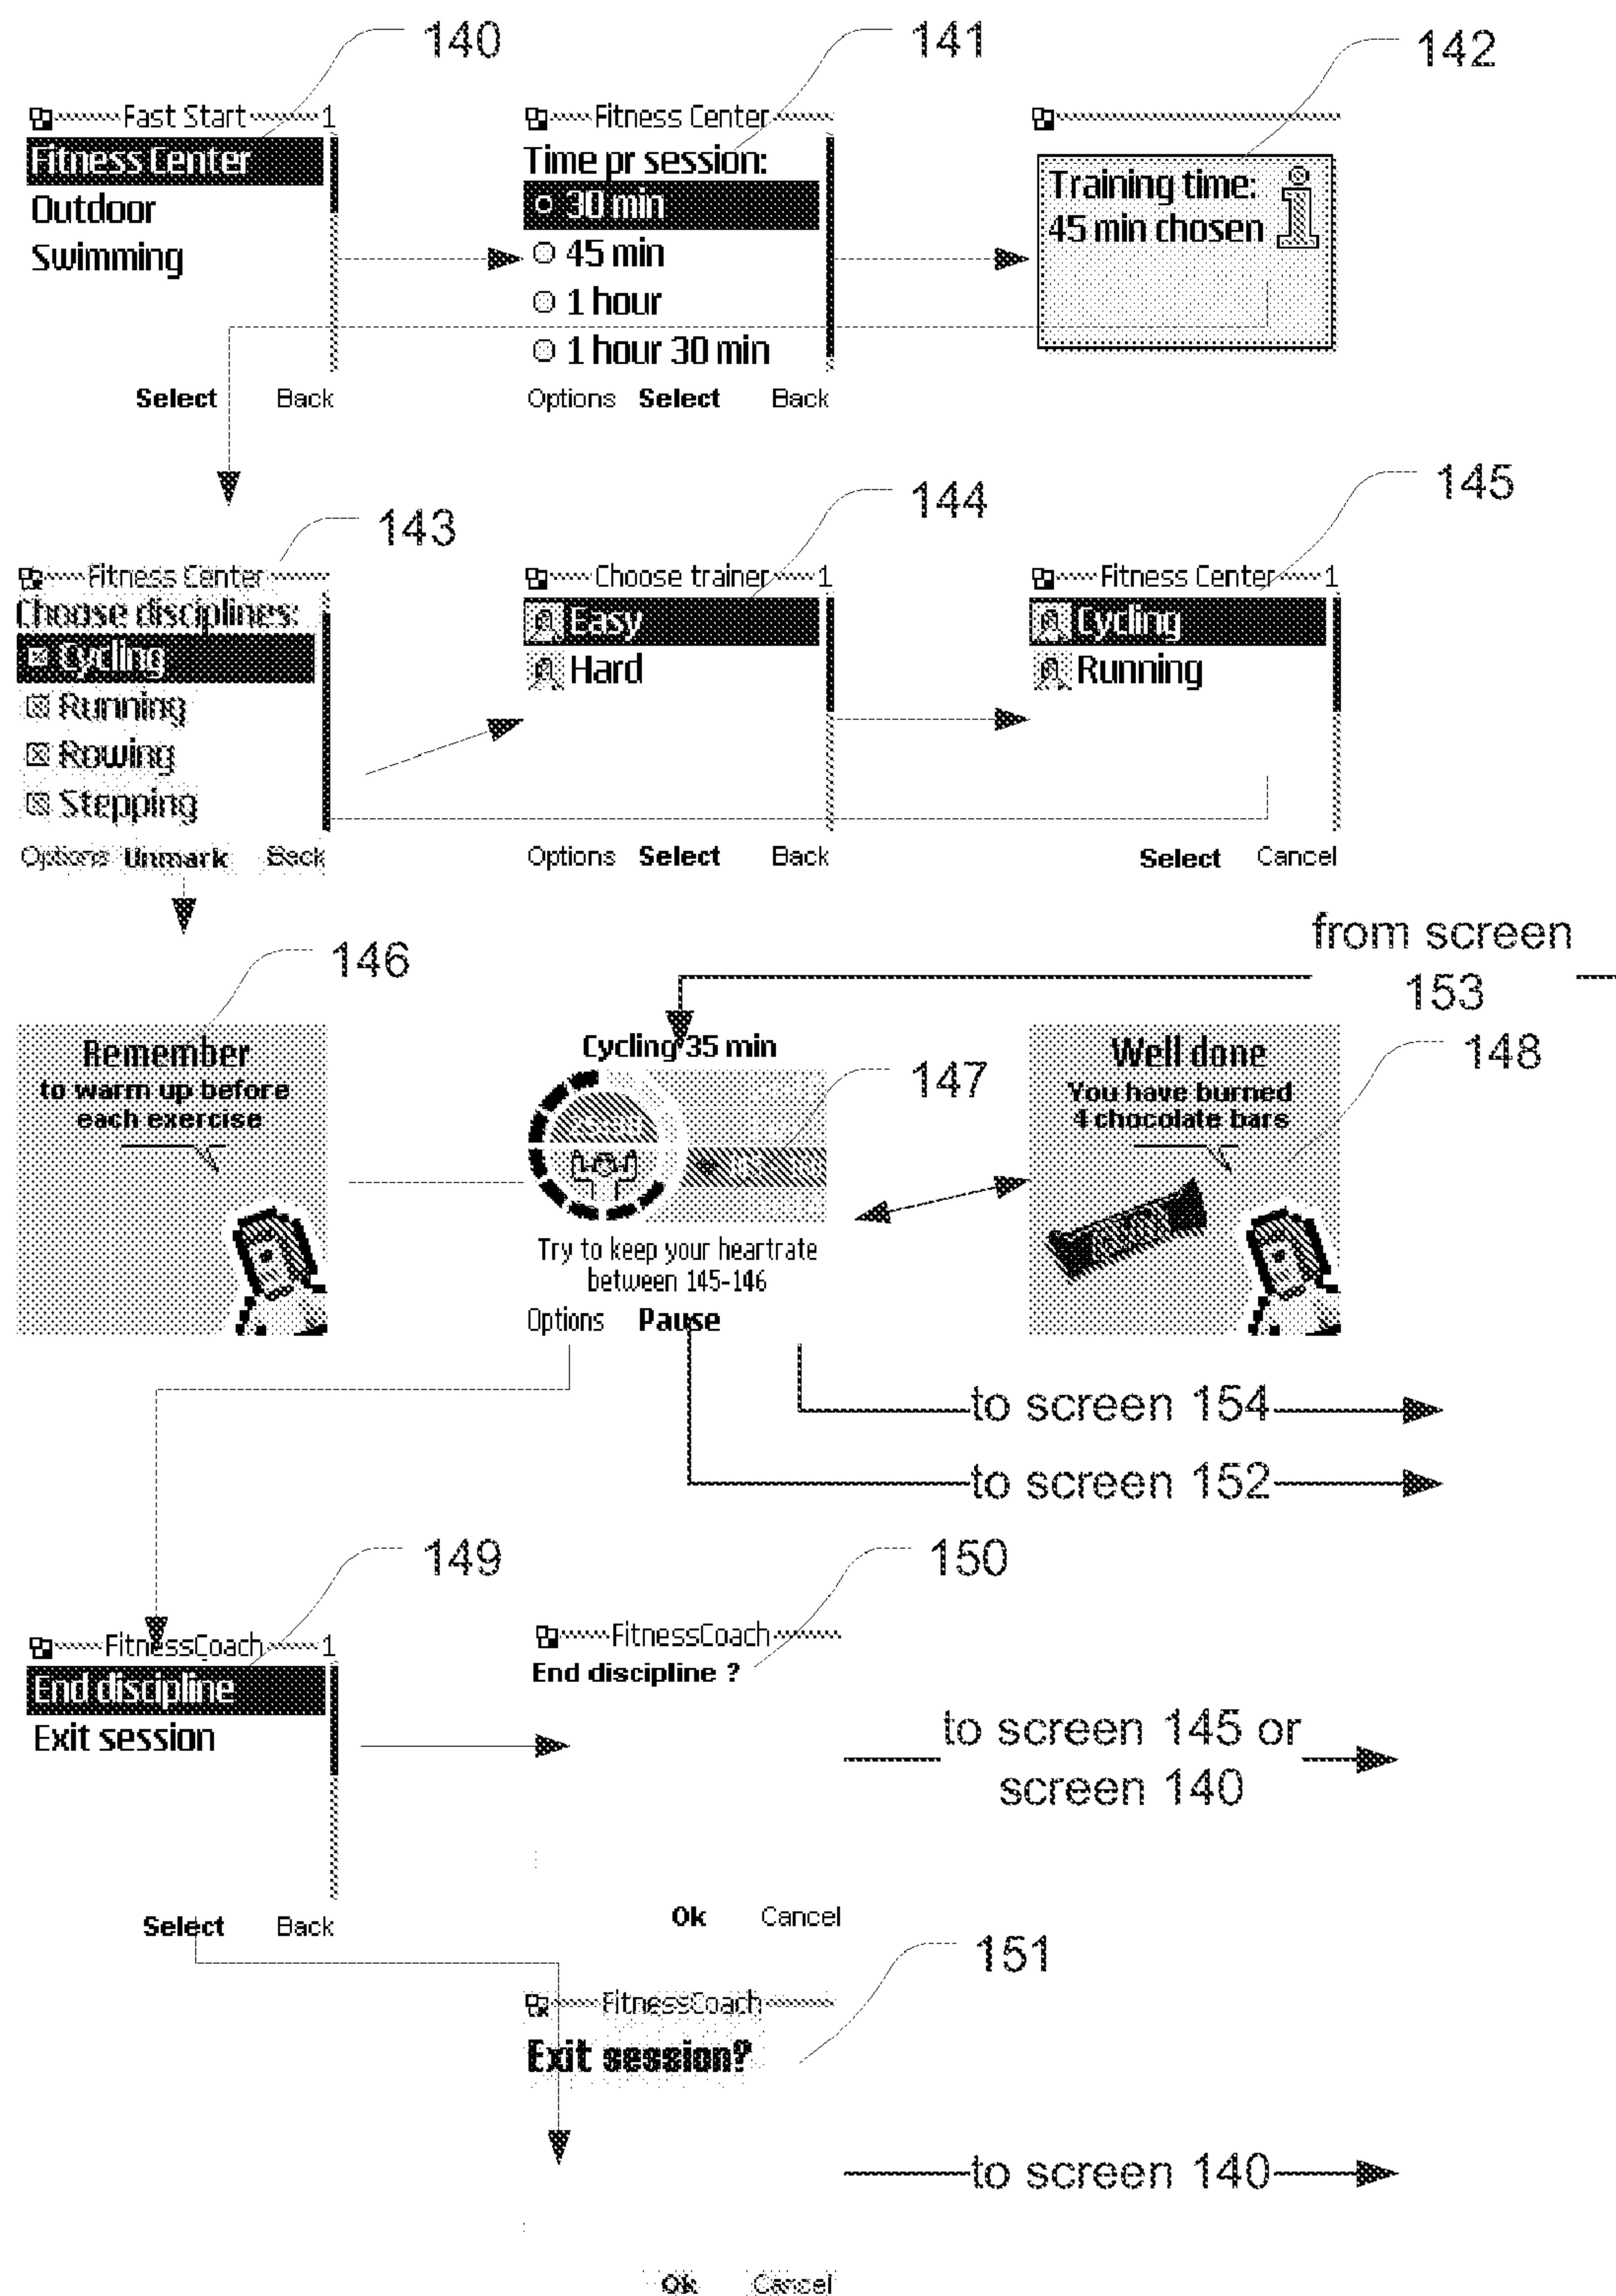 140
141
142
Fast Start 1
Fitness Center
Outdoor
Swimming
Select Back
Fitness Center
Time pr session:
30 min
45 min
1 hour
1 hour 30 min
Options Select Back
Training time:
45 min chosen
143
144
145
Fitness Center
Choose disciplines:
Cycling
Running
Rowing
Stepping
Options Unmark Back
Choose trainer 1
Easy
Hard
Options Select Back
Fitness Center 1
Cycling
Running
Select Cancel
from screen
153
146
147
148
Remember
to warm up before
each exercise
Cycling 35 min
Try to keep your heartrate
between 145-146
Options Pause
Well done
You have burned
4 chocolate bars
to screen 154
to screen 152
149
150
FitnessCoach 1
End discipline
Exit session
Select Back
FitnessCoach
End discipline ?
Ok Cancel
to screen 145 or
screen 140
151
FitnessCoach
Exit session?
Ok Cancel
to screen 140